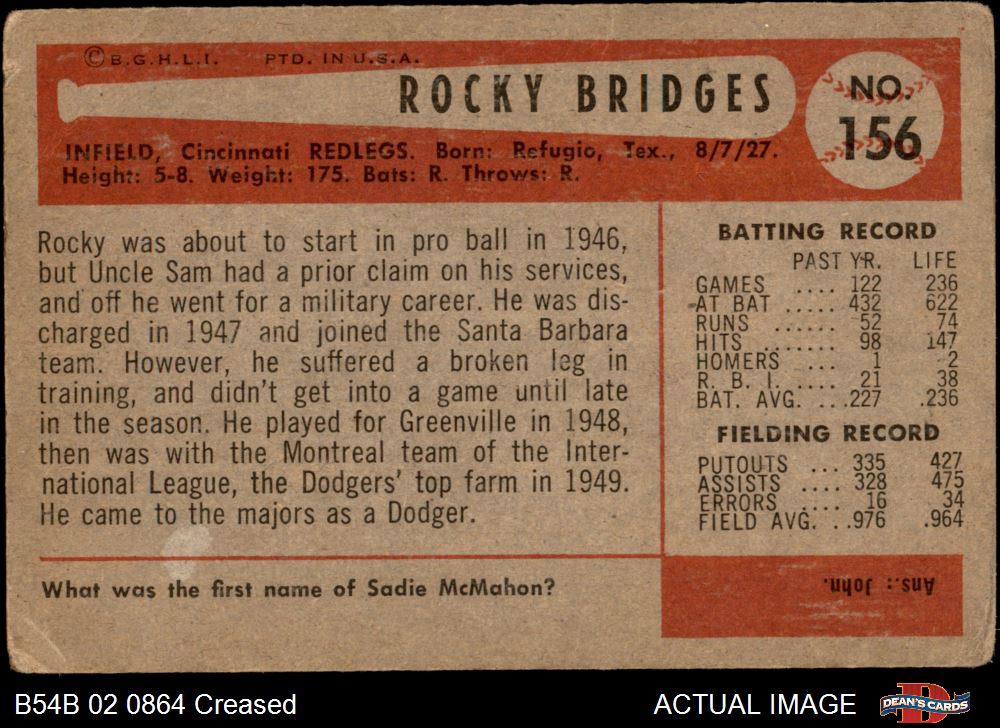 © B.G.H.L.I. PTD. IN U.S.A.
ROCKY BRIDGES
NO.
156
INFIELD, Cincinnati REDLEGS. Born: Refugio, Tex., 8/7/27.
Height: 5-8. Weight: 175. Bats: R. Throws: R.
Rocky was about to start in pro ball in 1946,
but Uncle Sam had a prior claim on his services,
and off he went for a military career. He was dis-
charged in 1947 and joined the Santa Barbara
team. However, he suffered a broken leg in
training, and didn't get into a game until late
in the season. He played for Greenville in 1948,
then was with the Montreal team of the Inter-
national League, the Dodgers' top farm in 1949.
He came to the majors as a Dodger.
BATTING RECORD
PAST YR. LIFE
GAMES .... 122 236
AT BAT .... 432 622
RUNS ...... 52 74
HITS ....... 98 147
HOMERS .... 1 2
R. B. I. .... 21 38
BAT. AVG. ...227 .236
FIELDING RECORD
PUTOUTS ... 335 427
ASSISTS .... 328 475
ERRORS .... 16 34
FIELD AVG. ..976 .964
What was the first name of Sadie McMahon?
Ans.: John.
B54B 02 0864 Creased
ACTUAL IMAGE
D
DEAN'S CARDS